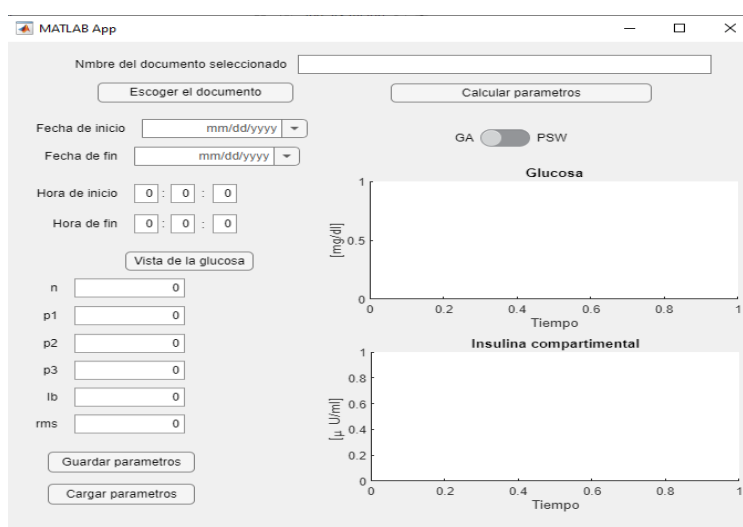 MATLAB App
Nmbre del documento seleccionado
Escoger el documento
Calcular parametros
Fecha de inicio mm/dd/yyyy
Fecha de fin mm/dd/yyyy
GA PSW
Hora de inicio 0 : 0 : 0
Hora de fin 0 : 0 : 0
Vista de la glucosa
n 0
p1 0
p2 0
p3 0
Ib 0
rms 0
Guardar parametros
Cargar parametros
Glucosa
[mg/dl]
1
0.5
0
0 0.2 0.4 0.6 0.8 1
Tiempo
Insulina compartimental
[μ U/ml]
1
0.8
0.6
0.4
0.2
0
0 0.2 0.4 0.6 0.8 1
Tiempo